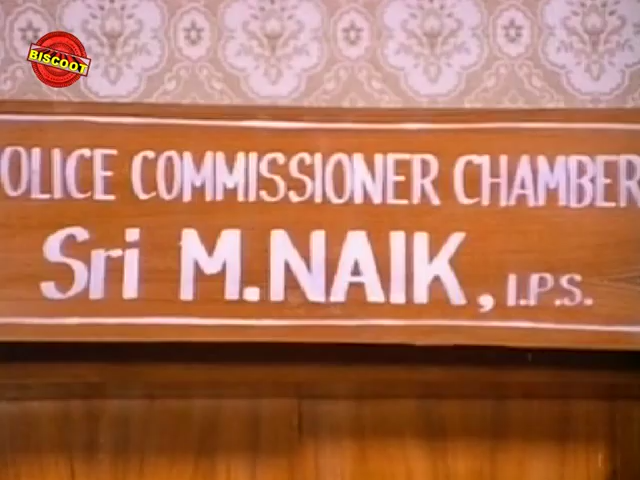 BISCOOT
OLICE COMMISSIONER CHAMBER
Sri M.NAIK, I.P.S.